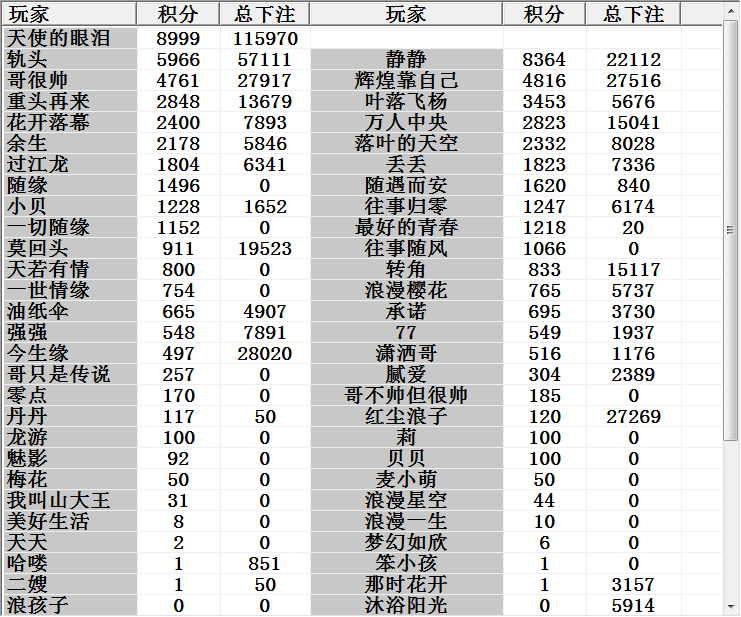 玩家 积分 总下注 玩家 积分 总下注
天使的眼泪 8999 115970
轨头 5966 57111 静静 8364 22112
哥很帅 4761 27917 辉煌靠自己 4816 27516
重头再来 2848 13679 叶落飞杨 3453 5676
花开落幕 2400 7893 万人中央 2823 15041
余生 2178 5846 落叶的天空 2332 8028
过江龙 1804 6341 丢丢 1823 7336
随缘 1496 0 随遇而安 1620 840
小贝 1228 1652 往事归零 1247 6174
一切随缘 1152 0 最好的青春 1218 20
莫回头 911 19523 往事随风 1066 0
天若有情 800 0 转角 833 15117
一世情缘 754 0 浪漫樱花 765 5737
油纸伞 665 4907 承诺 695 3730
强强 548 7891 77 549 1937
今生缘 497 28020 潇洒哥 516 1176
哥只是传说 257 0 腻爱 304 2389
零点 170 0 哥不帅但很帅 185 0
丹丹 117 50 红尘浪子 120 27269
龙游 100 0 莉 100 0
魅影 92 0 贝贝 100 0
梅花 50 0 麦小萌 50 0
我叫山大王 31 0 浪漫星空 44 0
美好生活 8 0 浪漫一生 10 0
天天 2 0 梦幻如欣 6 0
哈喽 1 851 笨小孩 1 0
二嫂 1 50 那时花开 1 3157
浪孩子 0 0 沐浴阳光 0 5914